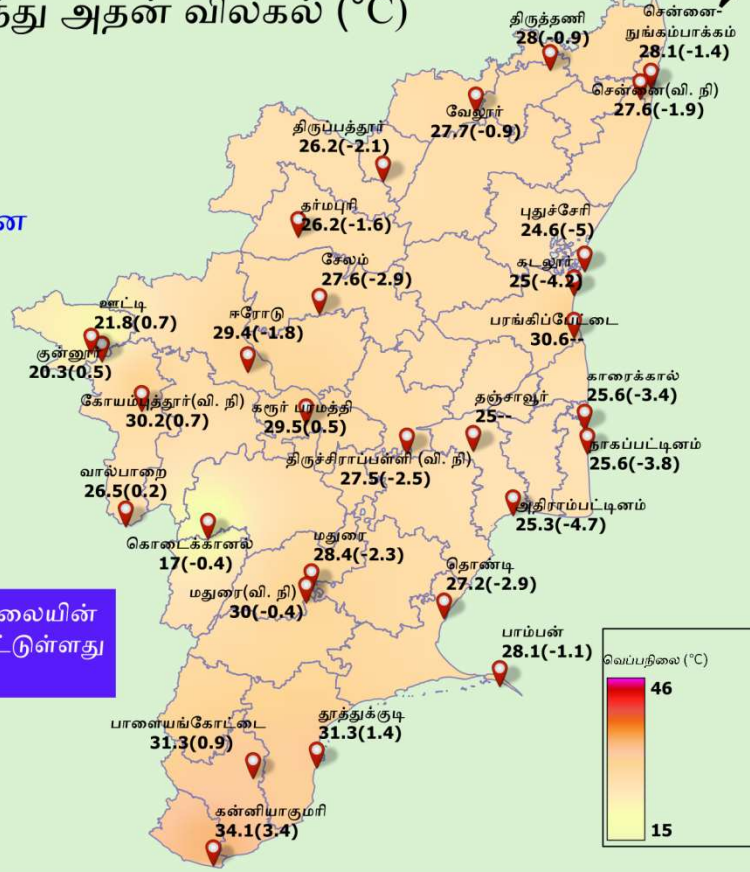 அதன் விலகல் (°C)
திருத்தணி
28(-0.9)
சென்னை-
நுங்கம்பாக்கம்
28.1(-1.4)
சென்னை(வி. நி)
27.6(-1.9)
வேலூர்
27.7(-0.9)
திருப்பத்தூர்
26.2(-2.1)
தர்மபுரி
26.2(-1.6)
புதுச்சேரி
24.6(-5)
சேலம்
27.6(-2.9)
கடலூர்
25(-4.2)
ஊட்டி
21.8(0.7)
ஈரோடு
29.4(-1.8)
பரங்கிப்பேட்டை
30.6--
குன்னூர்
20.3(0.5)
கோயம்புத்தூர்(வி. நி)
30.2(0.7)
கரூர் பரமத்தி
29.5(0.5)
தஞ்சாவூர்
25--
காரைக்கால்
25.6(-3.4)
திருச்சிராப்பள்ளி (வி. நி)
27.5(-2.5)
நாகப்பட்டினம்
25.6(-3.8)
வால்பாறை
26.5(0.2)
அதிராம்பட்டினம்
25.3(-4.7)
கொடைக்கானல்
17(-0.4)
மதுரை
28.4(-2.3)
மதுரை(வி. நி)
30(-0.4)
தொண்டி
27.2(-2.9)
பாம்பன்
28.1(-1.1)
வெப்பநிலை (°C)
46
15
பாளையங்கோட்டை
31.3(0.9)
தூத்துக்குடி
31.3(1.4)
கன்னியாகுமரி
34.1(3.4)